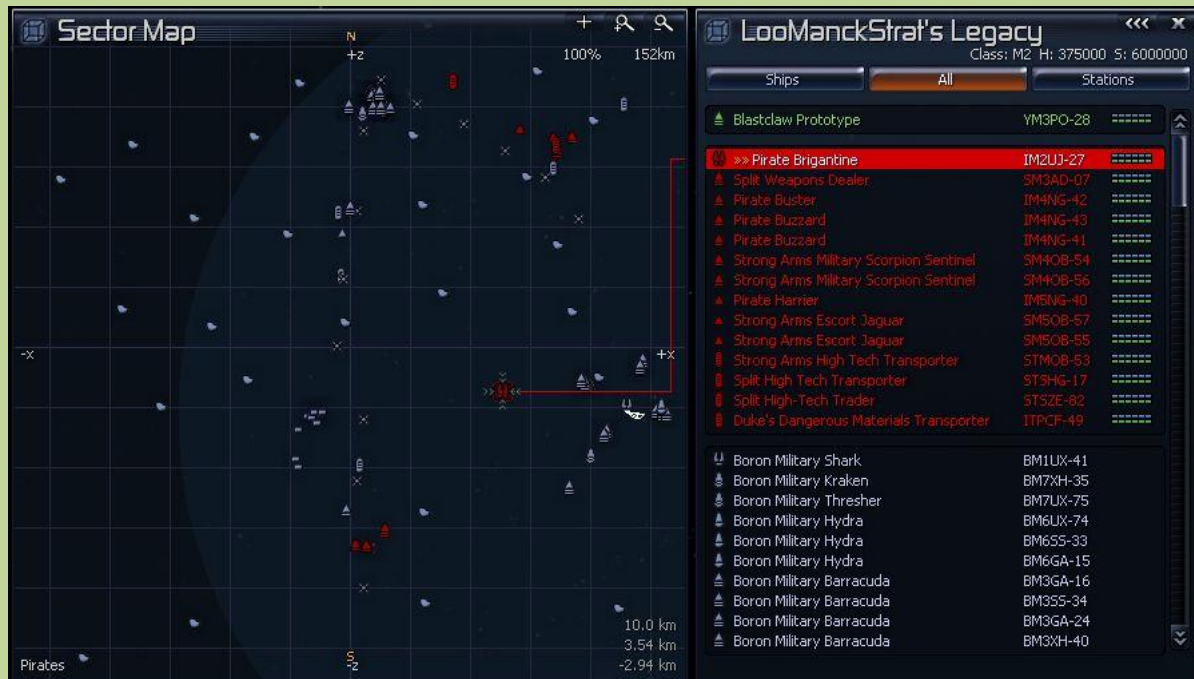 Sector Map
100% 152km
N
+z
-x
+x
S
-z
10.0 km
3.54 km
-2.94 km
Pirates
LooManckStrat's Legacy
Class: M2 H: 375000 S: 6000000
Ships All Stations
Blastclaw Prototype YM3PO-28
»» Pirate Brigantine IM2UJ-27
Split Weapons Dealer SM3AD-07
Pirate Buster IM4NG-42
Pirate Buzzard IM4NG-43
Pirate Buzzard IM4NG-41
Strong Arms Military Scorpion Sentinel SM4OB-54
Strong Arms Military Scorpion Sentinel SM4OB-56
Pirate Harrier IM5NG-40
Strong Arms Escort Jaguar SM5OB-57
Strong Arms Escort Jaguar SM5OB-55
Strong Arms High Tech Transporter STMOB-53
Split High Tech Transporter STSHG-17
Split High-Tech Trader STSZE-82
Duke's Dangerous Materials Transporter ITPCF-49
Boron Military Shark BM1UX-41
Boron Military Kraken BM7XH-35
Boron Military Thresher BM7UX-75
Boron Military Hydra BM6UX-74
Boron Military Hydra BM6SS-33
Boron Military Hydra BM6GA-15
Boron Military Barracuda BM3GA-16
Boron Military Barracuda BM3SS-34
Boron Military Barracuda BM3GA-24
Boron Military Barracuda BM3XH-40